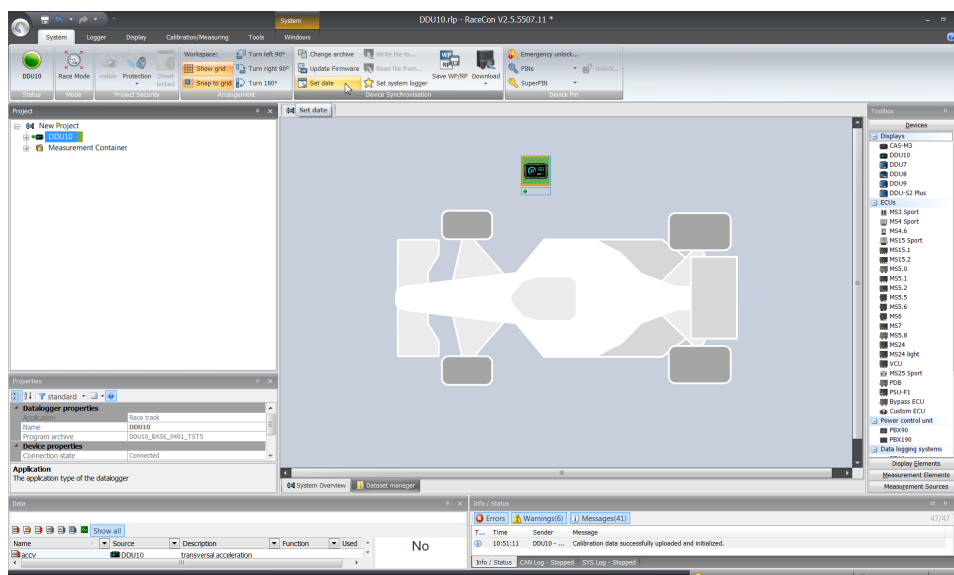 System
DDU10.rlp - RaceCon V2.5.5507.11 *
System Logger Display Calibration/Measuring Tools Windows
DDU10
Status
Race Mode
Mode
visible Protection Sheet locked
Project Security
Workspace:
Show grid
Snap to grid
Turn left 90°
Turn right 90°
Turn 180°
Arrangement
Change archive
Update Firmware
Set date
Write file to...
Read file from...
Set system logger
Save WP/RP
Download
Device Synchronisation
Emergency unlock...
PINs
SuperPIN
Unlock...
Device Pin
Project
Set date
New Project
DDU10
Measurement Container
Properties
standard
Datalogger properties
Application Race track
Name DDU10
Program archive DDU10_BASE_0401_TST5
Device properties
Connection state Connected
Application
The application type of the datalogger
System Overview Dataset manager
Toolbox
Devices
Displays
CAS-M3
DDU10
DDU7
DDU8
DDU9
DDU-S2 Plus
ECUs
MS3 Sport
MS4 Sport
MS4.6
MS15 Sport
MS15.1
MS15.2
MS5.0
MS5.1
MS5.2
MS5.5
MS5.6
MS6
MS7
MS5.8
MS24
MS24 light
VCU
MS25 Sport
PDB
PSU-F1
Bypass ECU
Custom ECU
Power control unit
PBX90
PBX190
Data logging systems
Display Elements
Measurement Elements
Measurement Sources
Data
Show all
Name Source Description Function Used
accv DDU10 transversal acceleration
No
Info / Status
Errors Warnings(6) Messages(41) 47/47
T... Time Sender Message
10:51:11 DDU10 - ... Calibration data successfully uploaded and initialized.
Info / Status CAN Log - Stopped SYS Log - Stopped